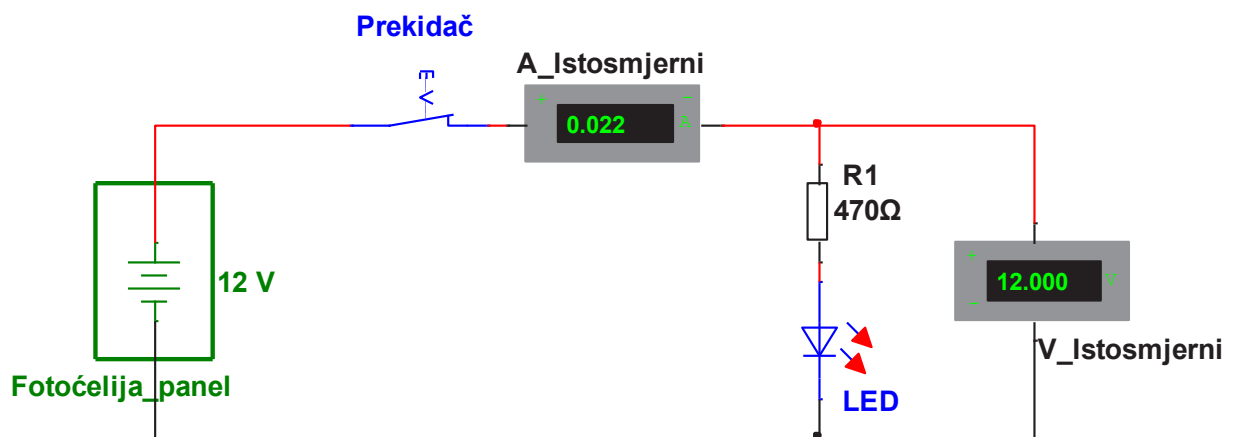 Prekidač
A_Istosmjerni
E
0.022 A
R1
470Ω
12 V
12.000 V
V_Istosmjerni
Fotoćelija_panel
LED